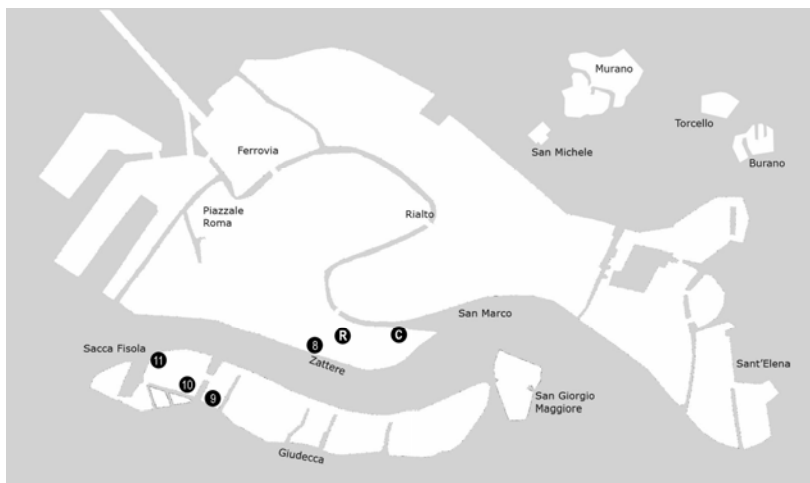 Murano
Torcello
San Michele
Burano
Ferrovia
Piazzale
Roma
Rialto
San Marco
R
C
8
Zattere
Sacca Fisola
11
10
9
Sant'Elena
San Giorgio
Maggiore
Giudecca